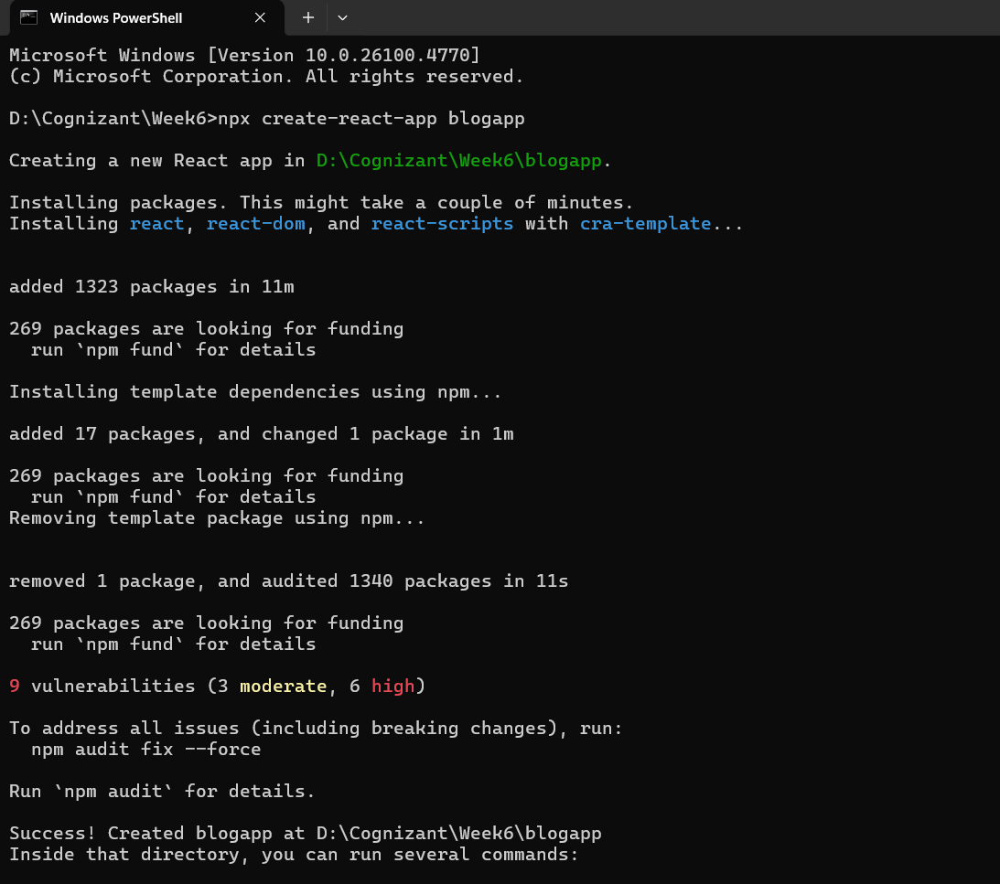 Windows PowerShell
Microsoft Windows [Version 10.0.26100.4770]
(c) Microsoft Corporation. All rights reserved.
D:\Cognizant\Week6>npx create-react-app blogapp
Creating a new React app in D:\Cognizant\Week6\blogapp.
Installing packages. This might take a couple of minutes.
Installing react, react-dom, and react-scripts with cra-template...
added 1323 packages in 11m
269 packages are looking for funding
  run `npm fund` for details
Installing template dependencies using npm...
added 17 packages, and changed 1 package in 1m
269 packages are looking for funding
  run `npm fund` for details
Removing template package using npm...
removed 1 package, and audited 1340 packages in 11s
269 packages are looking for funding
  run `npm fund` for details
9 vulnerabilities (3 moderate, 6 high)
To address all issues (including breaking changes), run:
  npm audit fix --force
Run `npm audit` for details.
Success! Created blogapp at D:\Cognizant\Week6\blogapp
Inside that directory, you can run several commands: